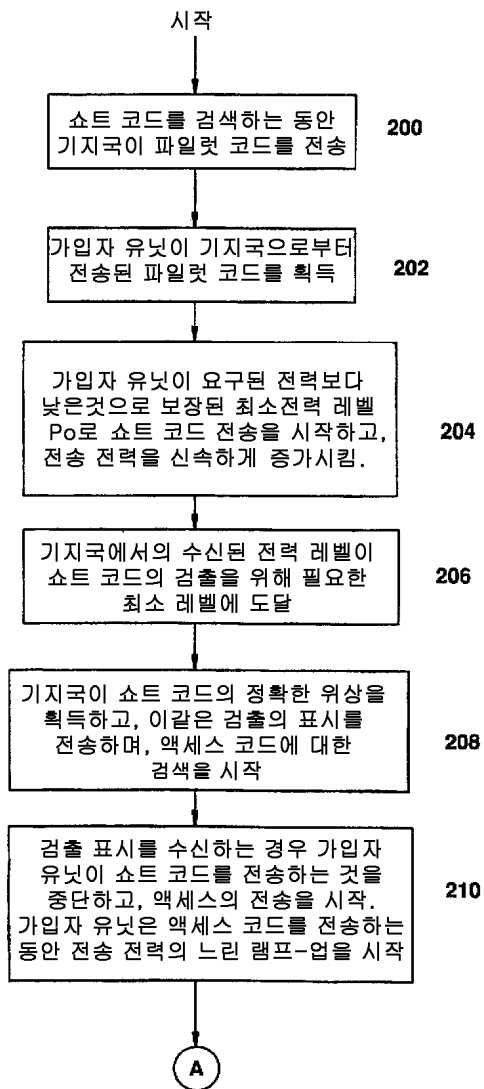 시작
쇼트 코드를 검색하는 동안
기지국이 파일럿 코드를 전송
200
가입자 유닛이 기지국으로부터
전송된 파일럿 코드를 획득
202
가입자 유닛이 요구된 전력보다
낮은것으로 보장된 최소전력 레벨
Po로 쇼트 코드 전송을 시작하고,
전송 전력을 신속하게 증가시킴.
204
기지국에서의 수신된 전력 레벨이
쇼트 코드의 검출을 위해 필요한
최소 레벨에 도달
206
기지국이 쇼트 코드의 정확한 위상을
획득하고, 이같은 검출의 표시를
전송하며, 액세스 코드에 대한
검색을 시작
208
검출 표시를 수신하는 경우 가입자
유닛이 쇼트 코드를 전송하는 것을
중단하고, 액세스의 전송을 시작.
가입자 유닛은 액세스 코드를 전송하는
동안 전송 전력의 느린 램프-업을 시작
210
A